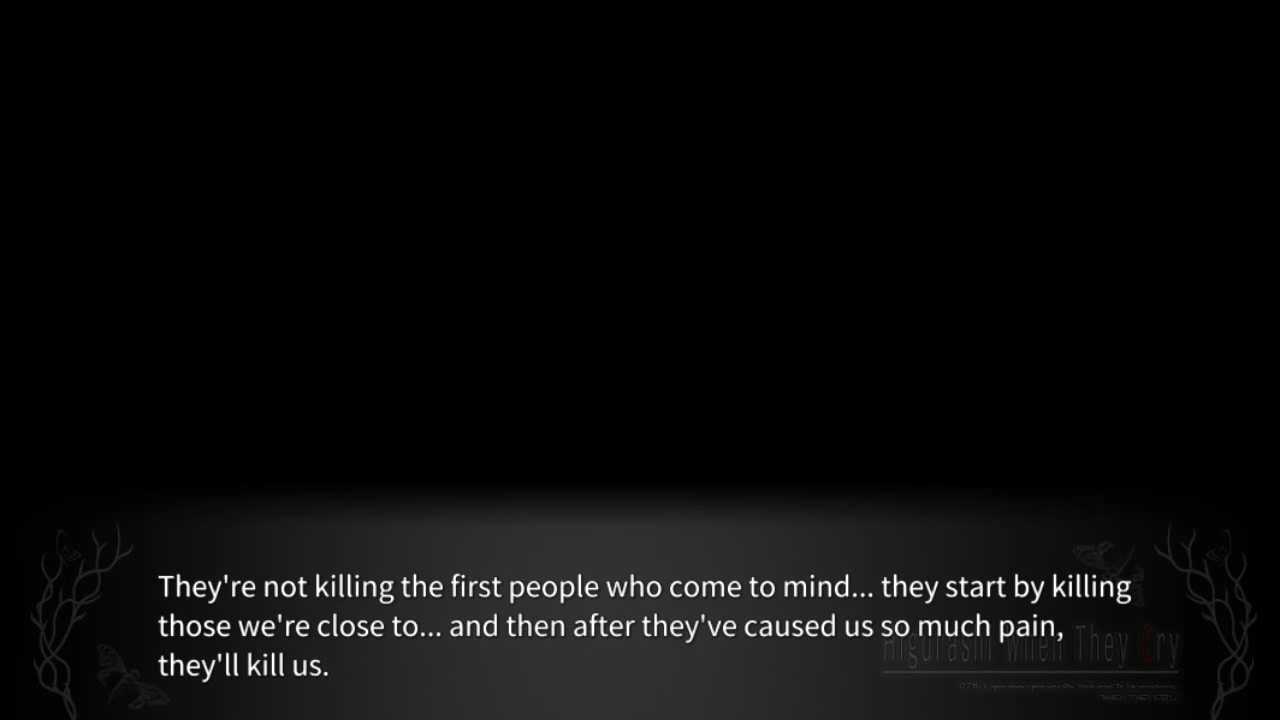 They're not killing the first people who come to mind... they start by killing
those we're close to... and then after they've caused us so much pain,
they'll kill us.
Higurashi When They Cry